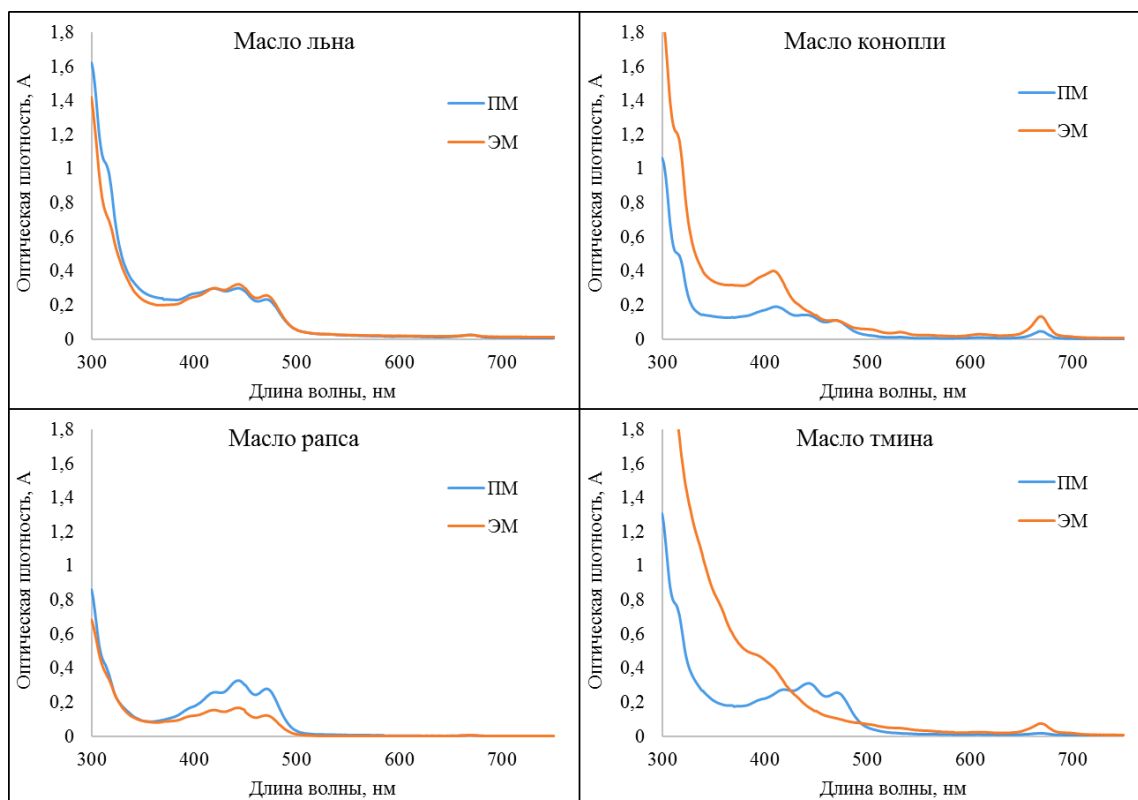 Масло льна
Оптическая плотность, А
1,8
1,6
1,4
1,2
1
0,8
0,6
0,4
0,2
0
ПМ
ЭМ
300 400 500 600 700
Длина волны, нм
Масло конопли
Оптическая плотность, А
1,8
1,6
1,4
1,2
1
0,8
0,6
0,4
0,2
0
ПМ
ЭМ
300 400 500 600 700
Длина волны, нм
Масло рапса
Оптическая плотность, А
1,8
1,6
1,4
1,2
1
0,8
0,6
0,4
0,2
0
ПМ
ЭМ
300 400 500 600 700
Длина волны, нм
Масло тмина
Оптическая плотность, А
1,8
1,6
1,4
1,2
1
0,8
0,6
0,4
0,2
0
ПМ
ЭМ
300 400 500 600 700
Длина волны, нм